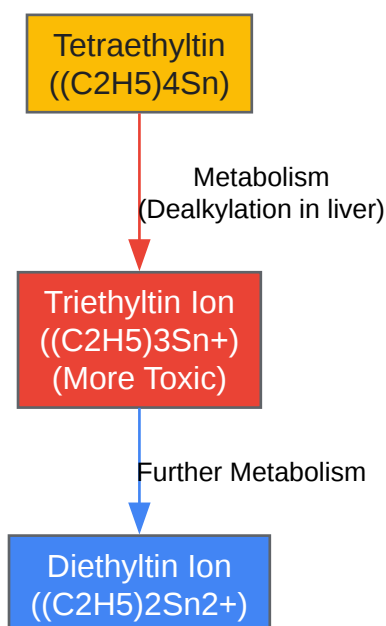 Tetraethyltin
((C2H5)4Sn)
Metabolism
(Dealkylation in liver)
Triethyltin Ion
((C2H5)3Sn+)
(More Toxic)
Further Metabolism
Diethyltin Ion
((C2H5)2Sn2+)